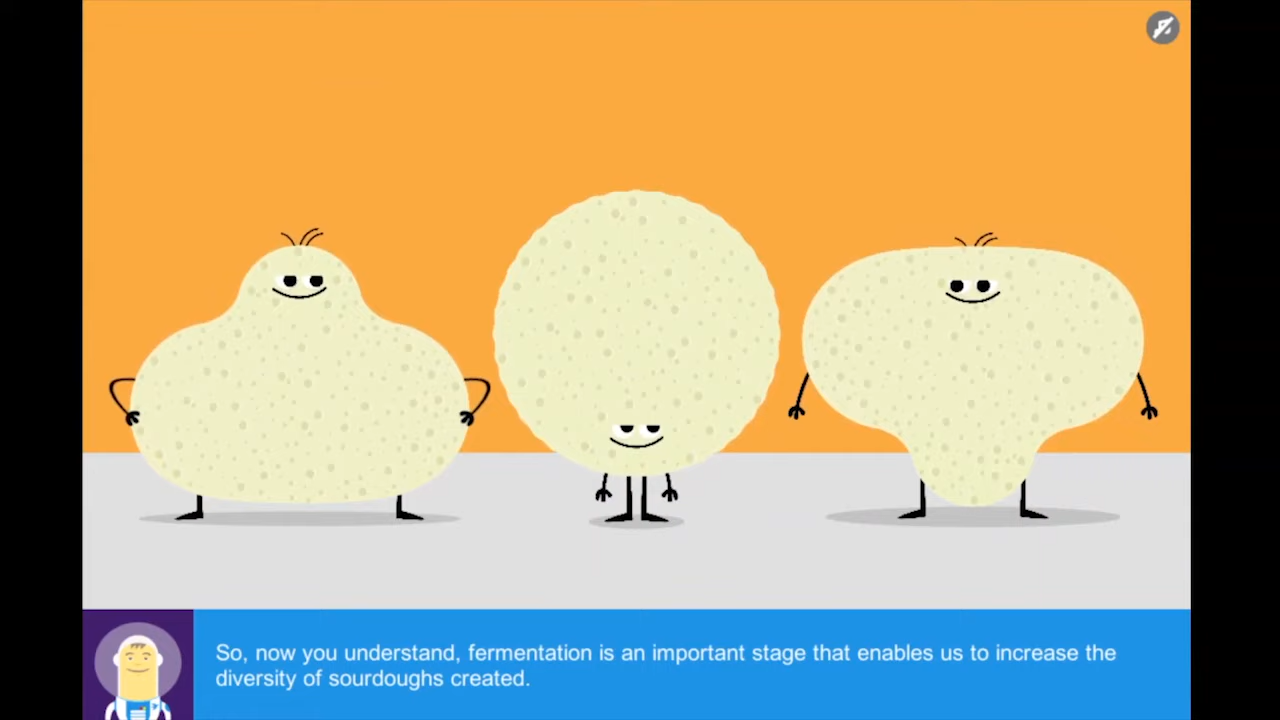 So, now you understand, fermentation is an important stage that enables us to increase the
diversity of sourdoughs created.